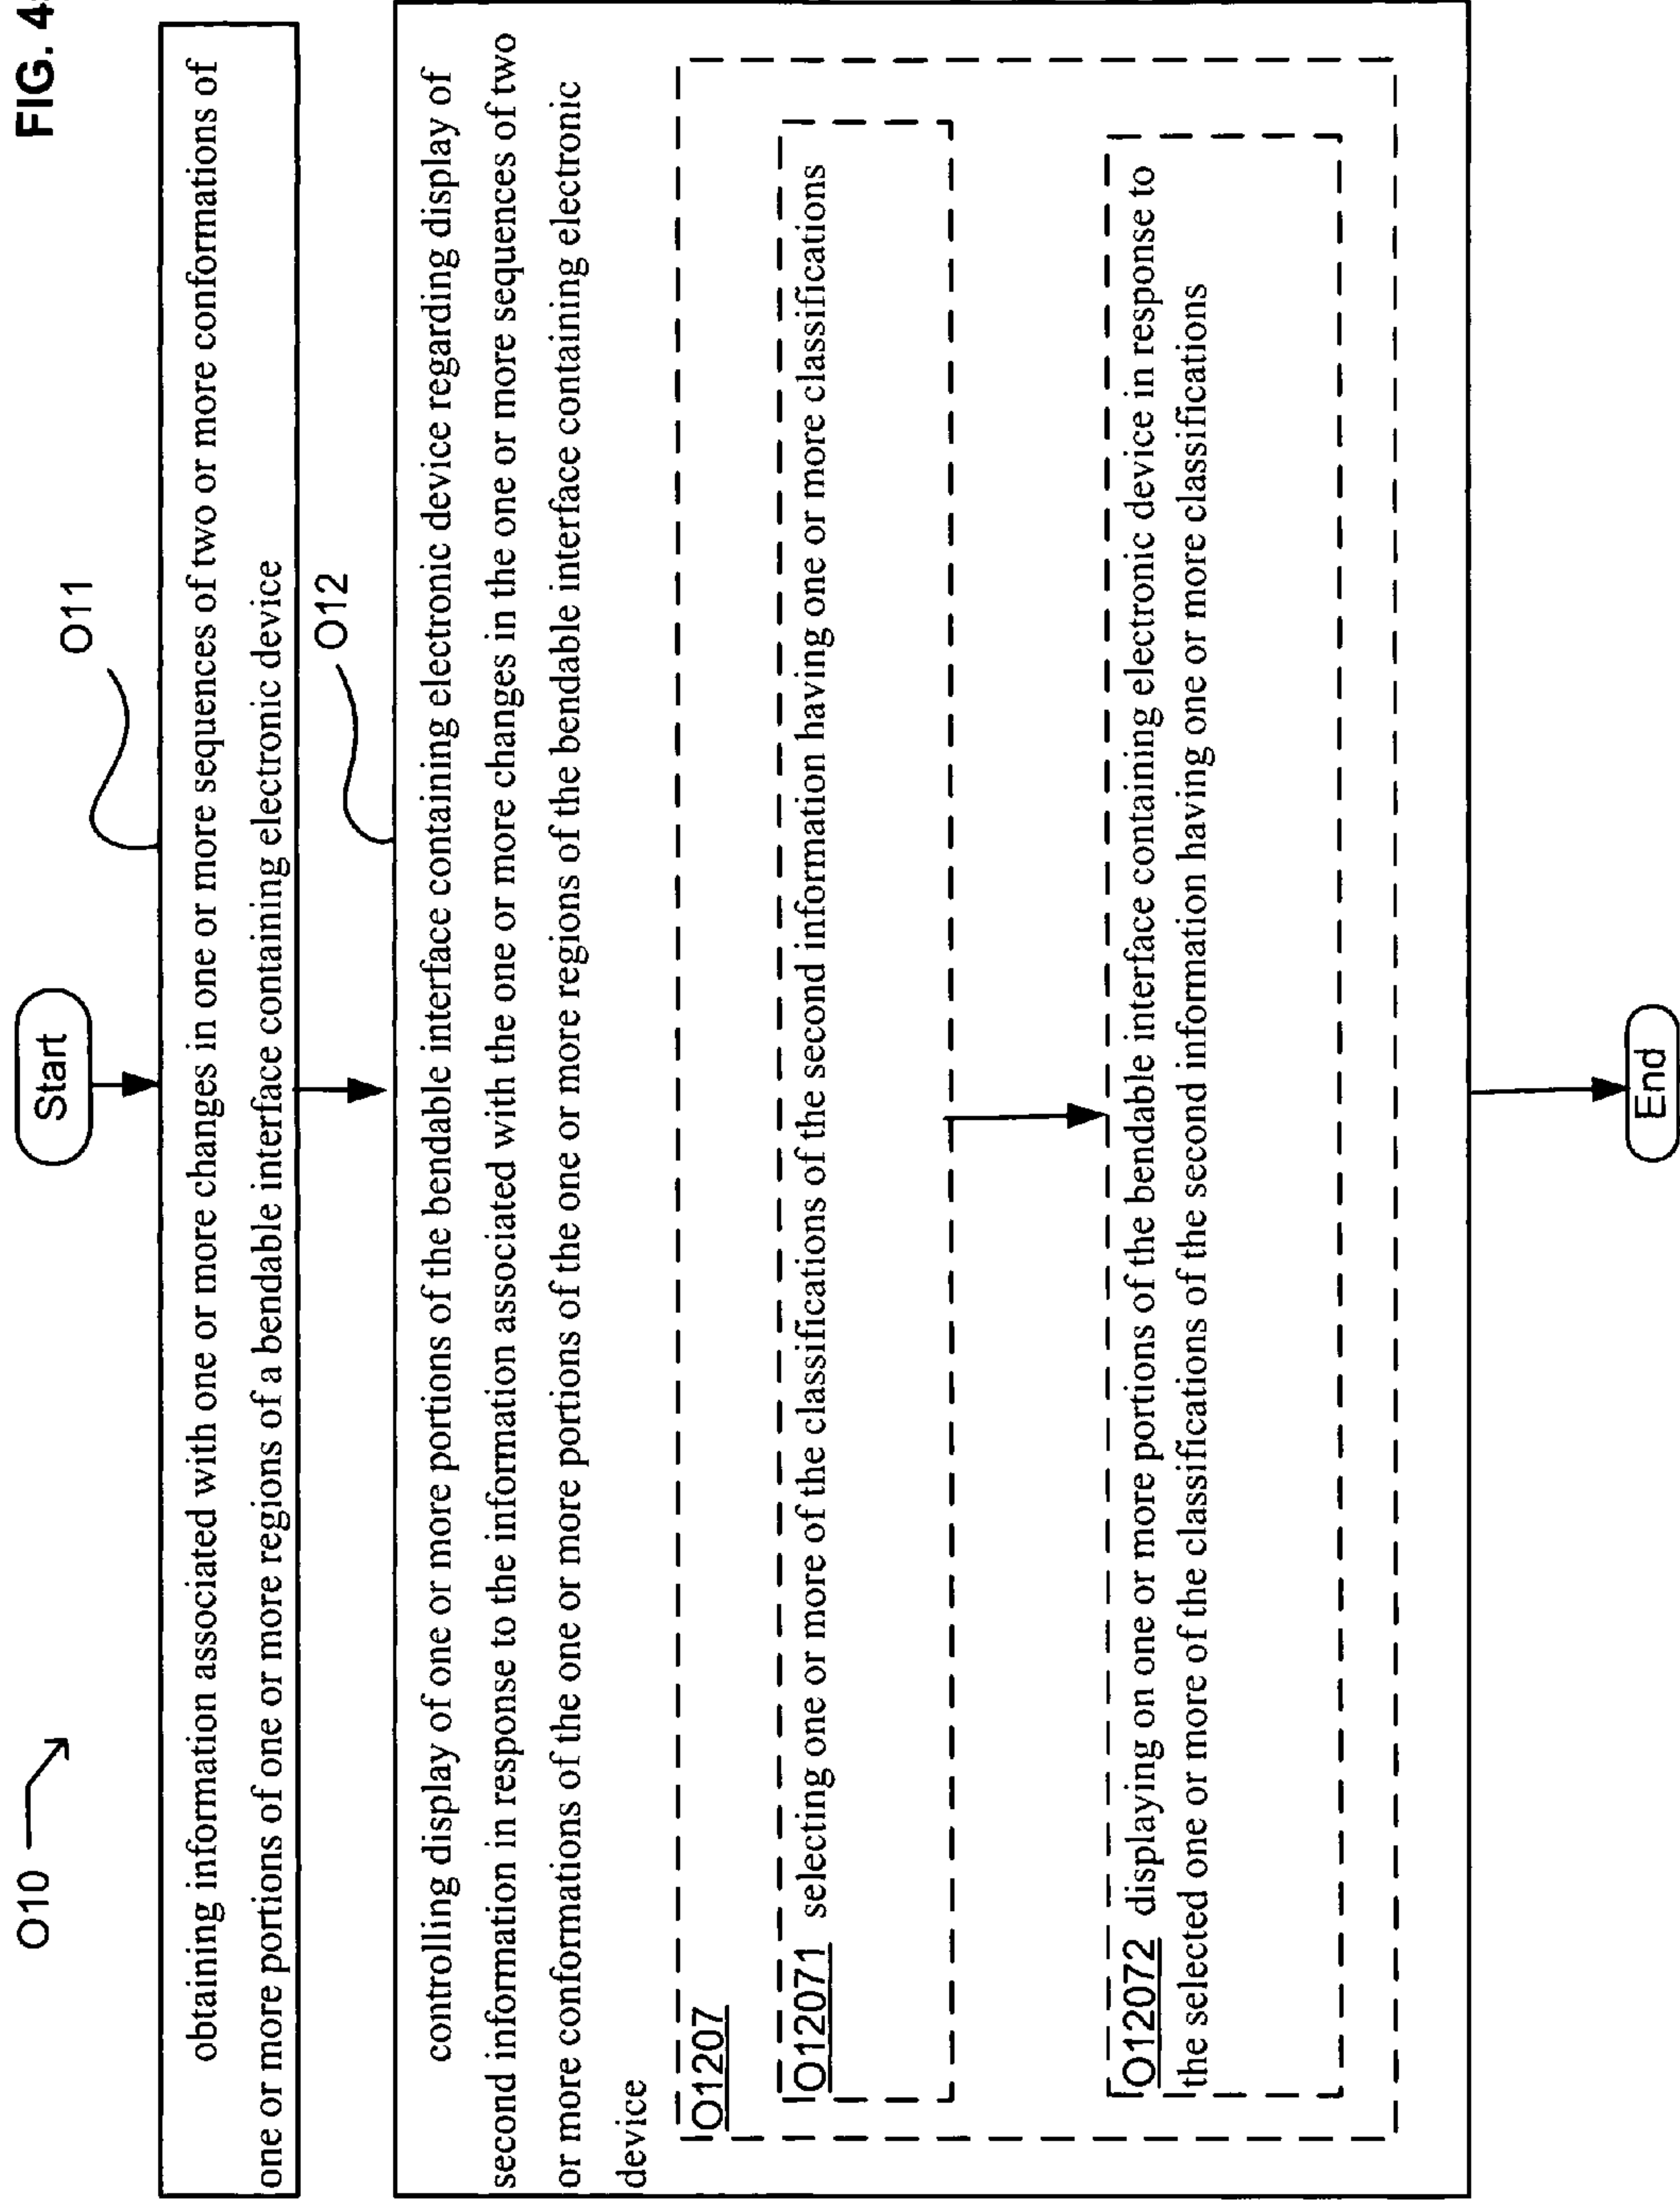 FIG. 4
O10
Start
O11
obtaining information associated with one or more changes in one or more sequences of two or more conformations of
one or more portions of one or more regions of a bendable interface containing electronic device
O12
controlling display of one or more portions of the bendable interface containing electronic device regarding display of
second information in response to the information associated with the one or more changes in the one or more sequences of two
or more conformations of the one or more portions of the one or more regions of the bendable interface containing electronic
device
O1207
O12071 selecting one or more of the classifications of the second information having one or more classifications
O12072 displaying on one or more portions of the bendable interface containing electronic device in response to
the selected one or more of the classifications of the second information having one or more classifications
End